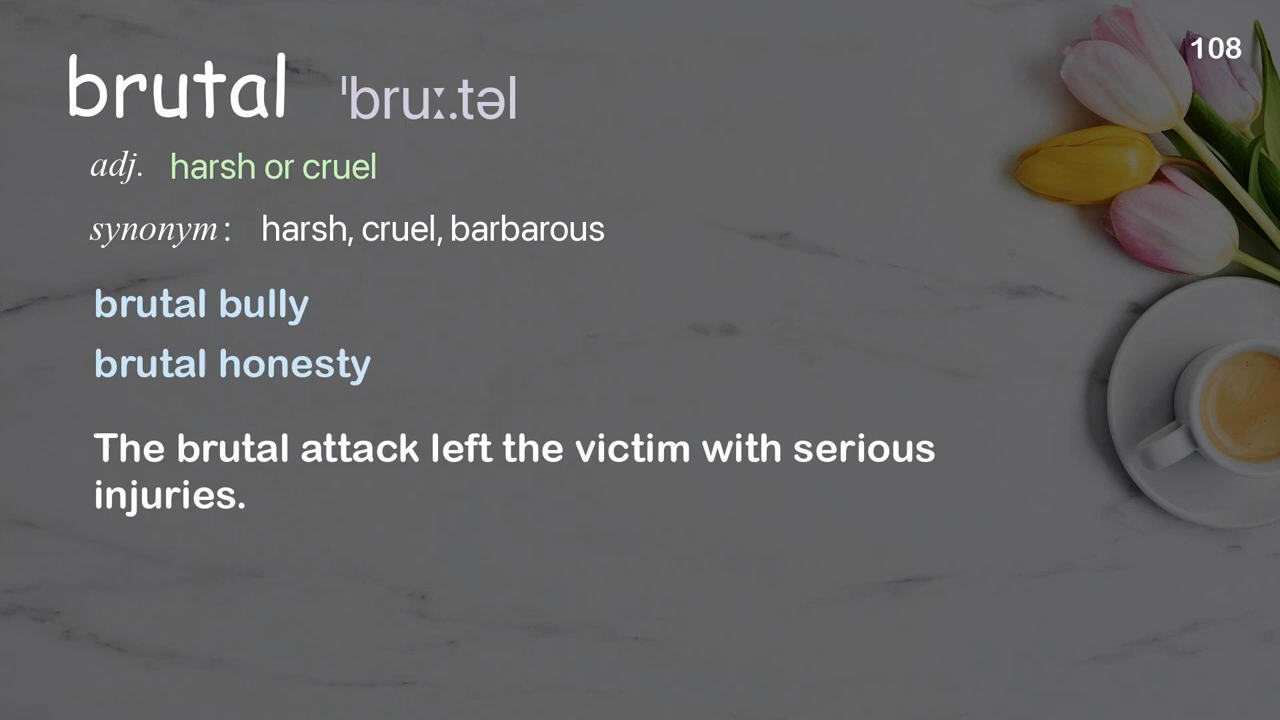 108
brutal ˈbruː.təl
adj. harsh or cruel
synonym: harsh, cruel, barbarous
brutal bully
brutal honesty
The brutal attack left the victim with serious
injuries.